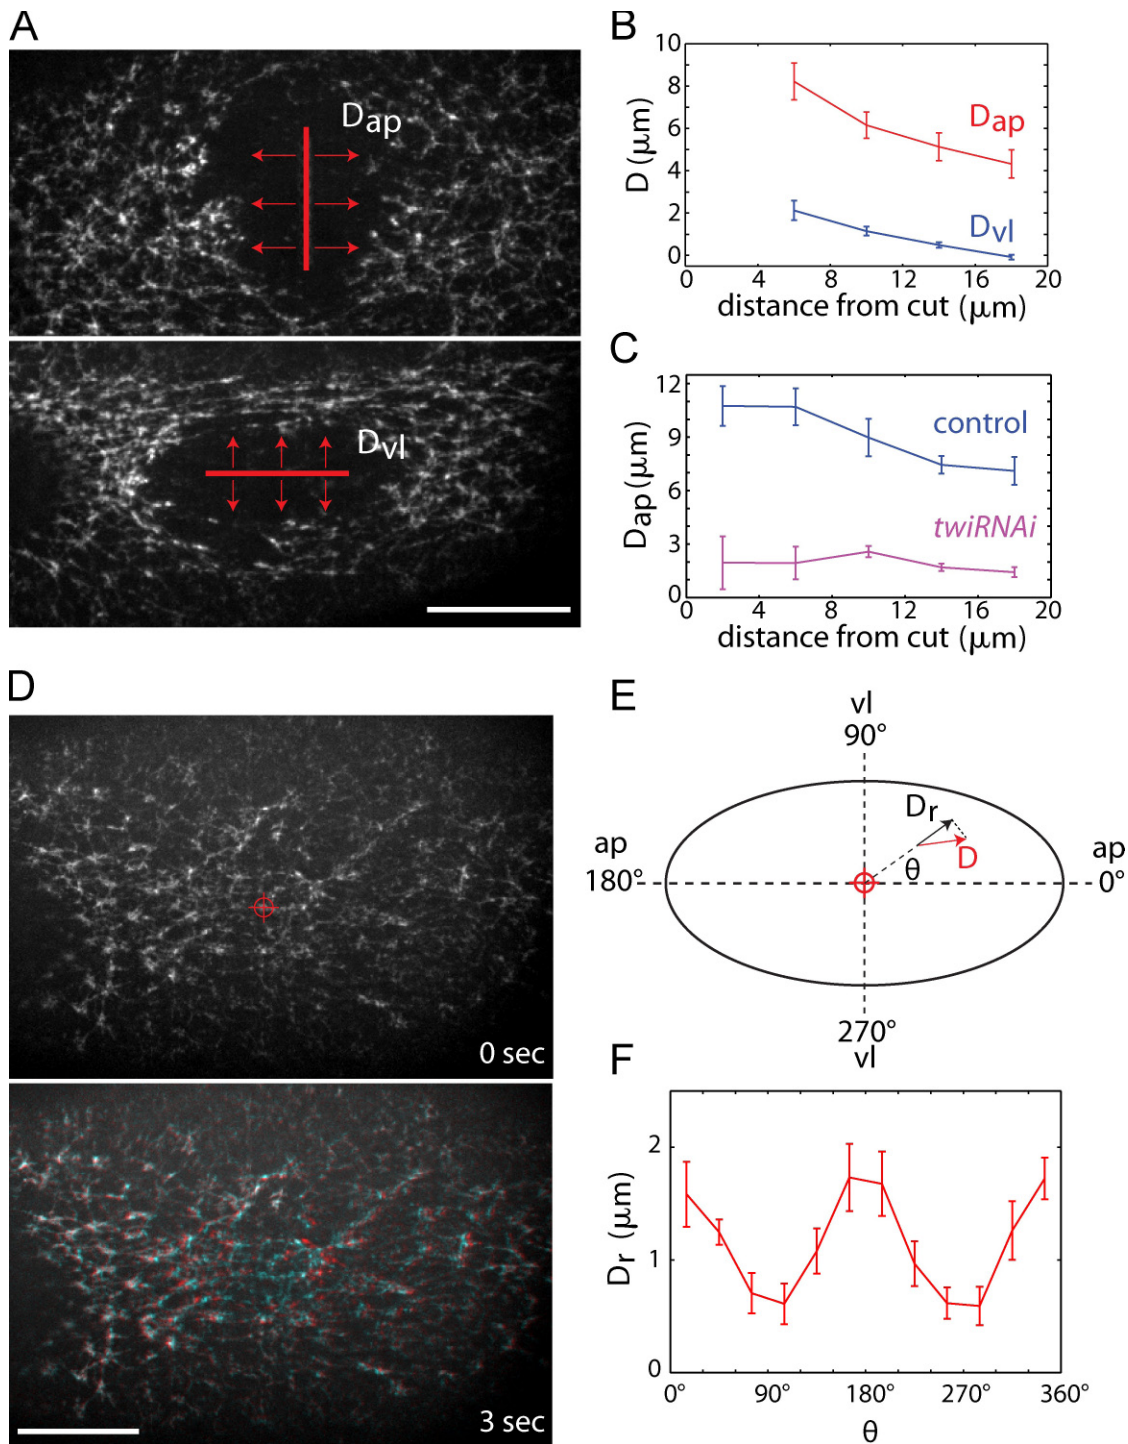 A
Dap
Dvl
B
10
8
6
4
2
0
D (μm)
Dap
Dvl
0 4 8 12 16 20
distance from cut (μm)
C
12
9
6
3
0
Dap (μm)
control
twiRNAi
0 4 8 12 16 20
distance from cut (μm)
D
0 sec
3 sec
E
vl
90°
Dr
D
θ
ap
180°
ap
0°
270°
vl
F
2
1
0
Dr (μm)
0° 90° 180° 270° 360°
θ